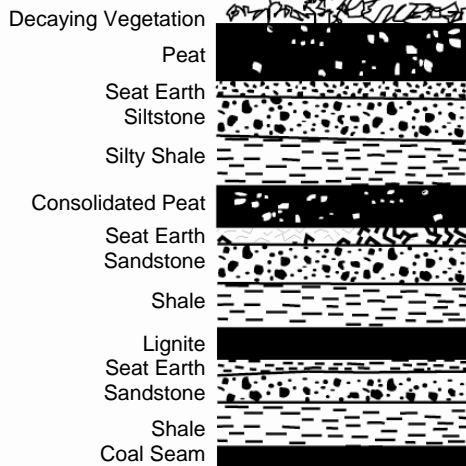 Decaying Vegetation
Peat
Seat Earth
Siltstone
Silty Shale
Consolidated Peat
Seat Earth
Sandstone
Shale
Lignite
Seat Earth
Sandstone
Shale
Coal Seam